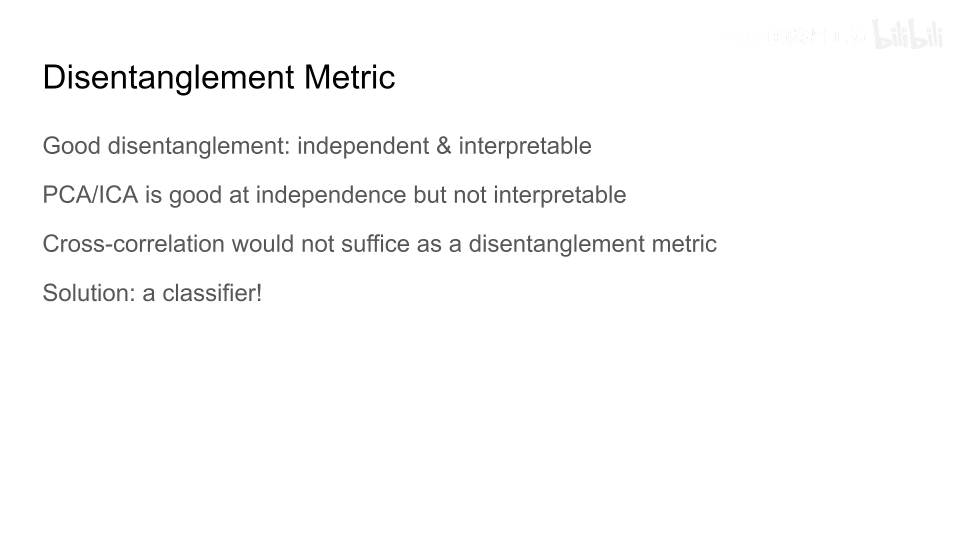 bilibili
Disentanglement Metric
Good disentanglement: independent & interpretable
PCA/ICA is good at independence but not interpretable
Cross-correlation would not suffice as a disentanglement metric
Solution: a classifier!